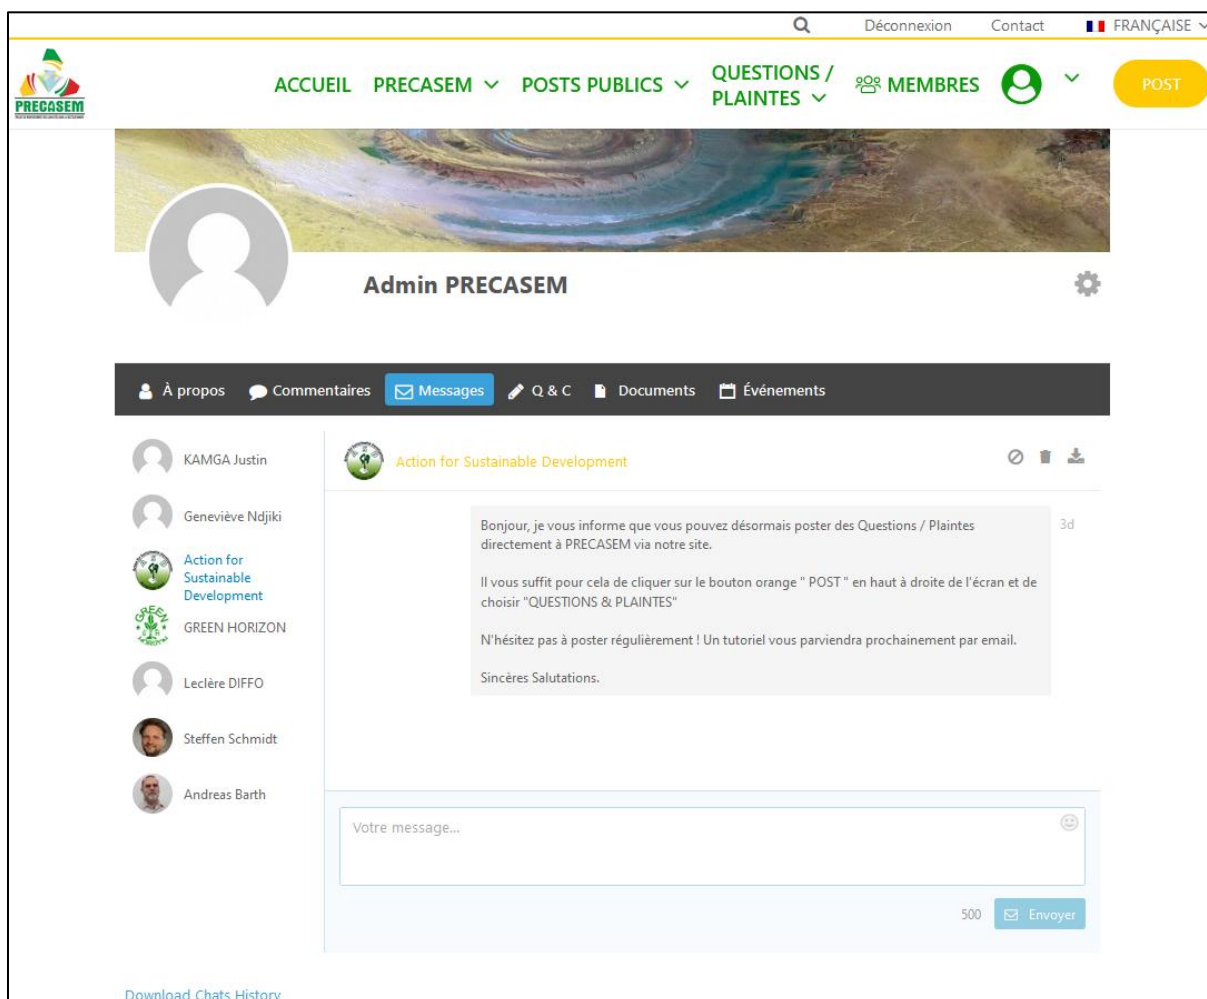 Déconnexion Contact FRANÇAISE
PRECASEM
ACCUEIL PRECASEM POSTS PUBLICS QUESTIONS / PLAINTES MEMBRES POST
Admin PRECASEM
À propos Commentaires Messages Q & C Documents Événements
KAMGA Justin
Geneviève Ndjiki
Action for
Sustainable
Development
GREEN HORIZON
Leclère DIFFO
Steffen Schmidt
Andreas Barth
Action for Sustainable Development
Bonjour, je vous informe que vous pouvez désormais poster des Questions / Plaintes
directement à PRECASEM via notre site.
3d
Il vous suffit pour cela de cliquer sur le bouton orange " POST " en haut à droite de l'écran et de
choisir "QUESTIONS & PLAINTES"
N'hésitez pas à poster régulièrement ! Un tutoriel vous parviendra prochainement par email.
Sincères Salutations.
Votre message...
500 Envoyer
Download Chats History